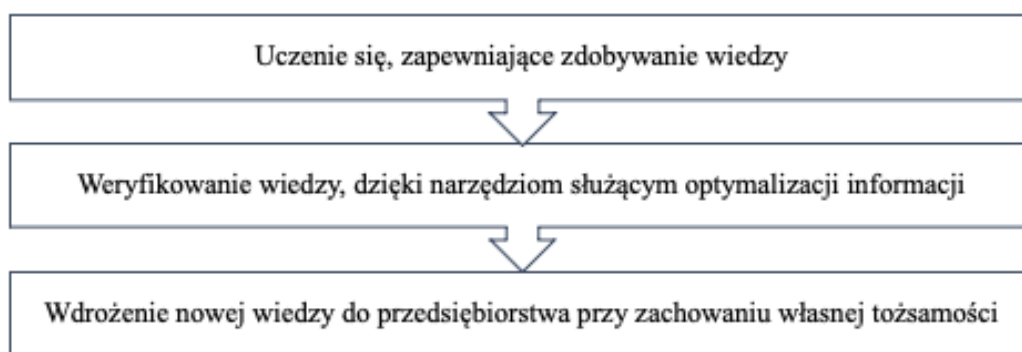 Uczenie się, zapewniające zdobywanie wiedzy
Weryfikowanie wiedzy, dzięki narzędziom służącym optymalizacji informacji
Wdrożenie nowej wiedzy do przedsiębiorstwa przy zachowaniu własnej tożsamości